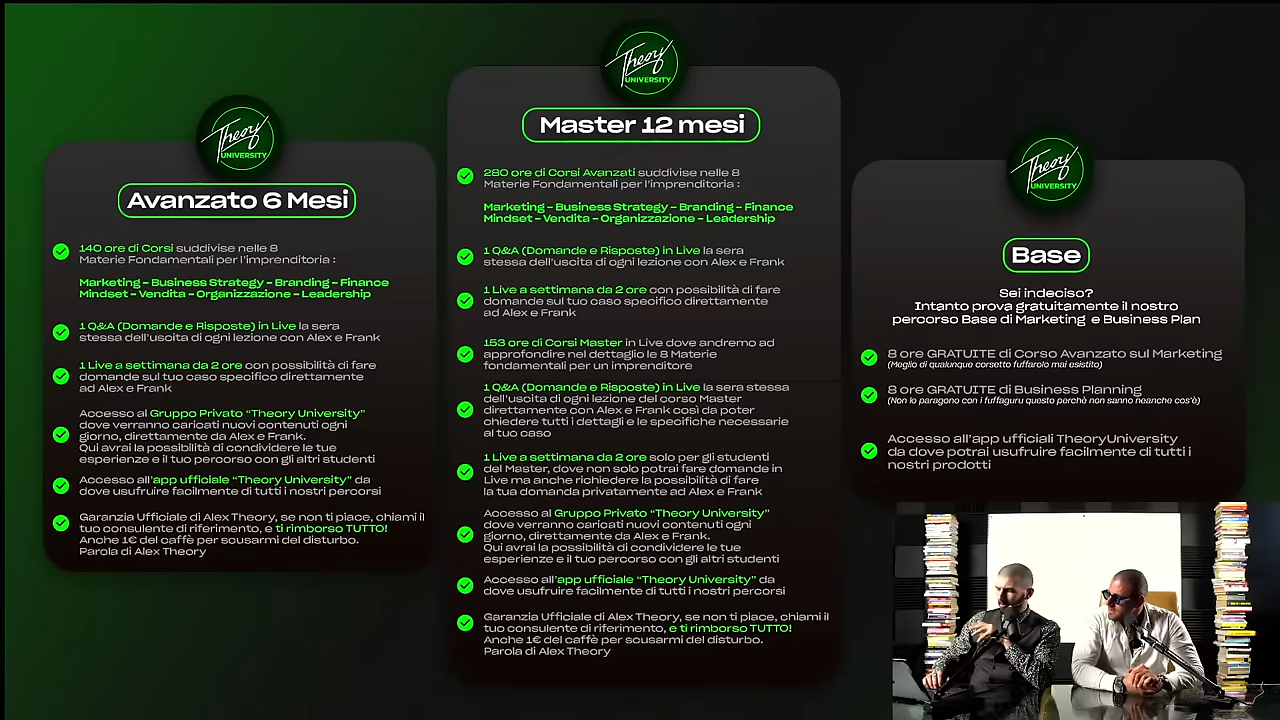 Theory
UNIVERSITY
Avanzato 6 Mesi
140 ore di Corsi suddivise nelle 8
Materie Fondamentali per l'imprenditoria :
Marketing - Business Strategy - Branding - Finance
Mindset - Vendita - Organizzazione - Leadership
1 Q&A (Domande e Risposte) in Live la sera
stessa dell'uscita di ogni lezione con Alex e Frank
1 Live a settimana da 2 ore con possibilità di fare
domande sul tuo caso specifico direttamente
ad Alex e Frank
Accesso al Gruppo Privato "Theory University"
dove verranno caricati nuovi contenuti ogni
giorno, direttamente da Alex e Frank.
Qui avrai la possibilità di condividere le tue
esperienze e il tuo percorso con gli altri studenti
Accesso all'app ufficiale "Theory University" da
dove usufruire facilmente di tutti i nostri percorsi
Garanzia Ufficiale di Alex Theory, se non ti piace, chiami il
tuo consulente di riferimento, e ti rimborso TUTTO!
Anche 1€ del caffè per scusarmi del disturbo.
Parola di Alex Theory
Theory
UNIVERSITY
Master 12 mesi
280 ore di Corsi Avanzati suddivise nelle 8
Materie Fondamentali per l'imprenditoria :
Marketing - Business Strategy - Branding - Finance
Mindset - Vendita - Organizzazione - Leadership
1 Q&A (Domande e Risposte) in Live la sera
stessa dell'uscita di ogni lezione con Alex e Frank
1 Live a settimana da 2 ore con possibilità di fare
domande sul tuo caso specifico direttamente
ad Alex e Frank
153 ore di Corsi Master in Live dove andremo ad
approfondire nel dettaglio le 8 Materie
fondamentali per un imprenditore
1 Q&A (Domande e Risposte) in Live la sera stessa
dell'uscita di ogni lezione del corso Master
direttamente con Alex e Frank così da poter
chiedere tutti i dettagli e le specifiche necessarie
al tuo caso
1 Live a settimana da 2 ore solo per gli studenti
del Master, dove non solo potrai fare domande in
Live ma anche richiedere la possibilità di fare
la tua domanda privatamente ad Alex e Frank
Accesso al Gruppo Privato "Theory University"
dove verranno caricati nuovi contenuti ogni
giorno, direttamente da Alex e Frank.
Qui avrai la possibilità di condividere le tue
esperienze e il tuo percorso con gli altri studenti
Accesso all'app ufficiale "Theory University" da
dove usufruire facilmente di tutti i nostri percorsi
Garanzia Ufficiale di Alex Theory, se non ti piace, chiami il
tuo consulente di riferimento, e ti rimborso TUTTO!
Anche 1€ del caffè per scusarmi del disturbo.
Parola di Alex Theory
Theory
UNIVERSITY
Base
Sei indeciso?
Intanto prova gratuitamente il nostro
percorso Base di Marketing e Business Plan
8 ore GRATUITE di Corso Avanzato sul Marketing
(Meglio di qualunque corsetto fuffarolo mai esistito)
8 ore GRATUITE di Business Planning
(Non lo paragono con i fuffaguru questo perchè non sanno neanche cos'è)
Accesso all'app ufficiali TheoryUniversity
da dove potrai usufruire facilmente di tutti i
nostri prodotti